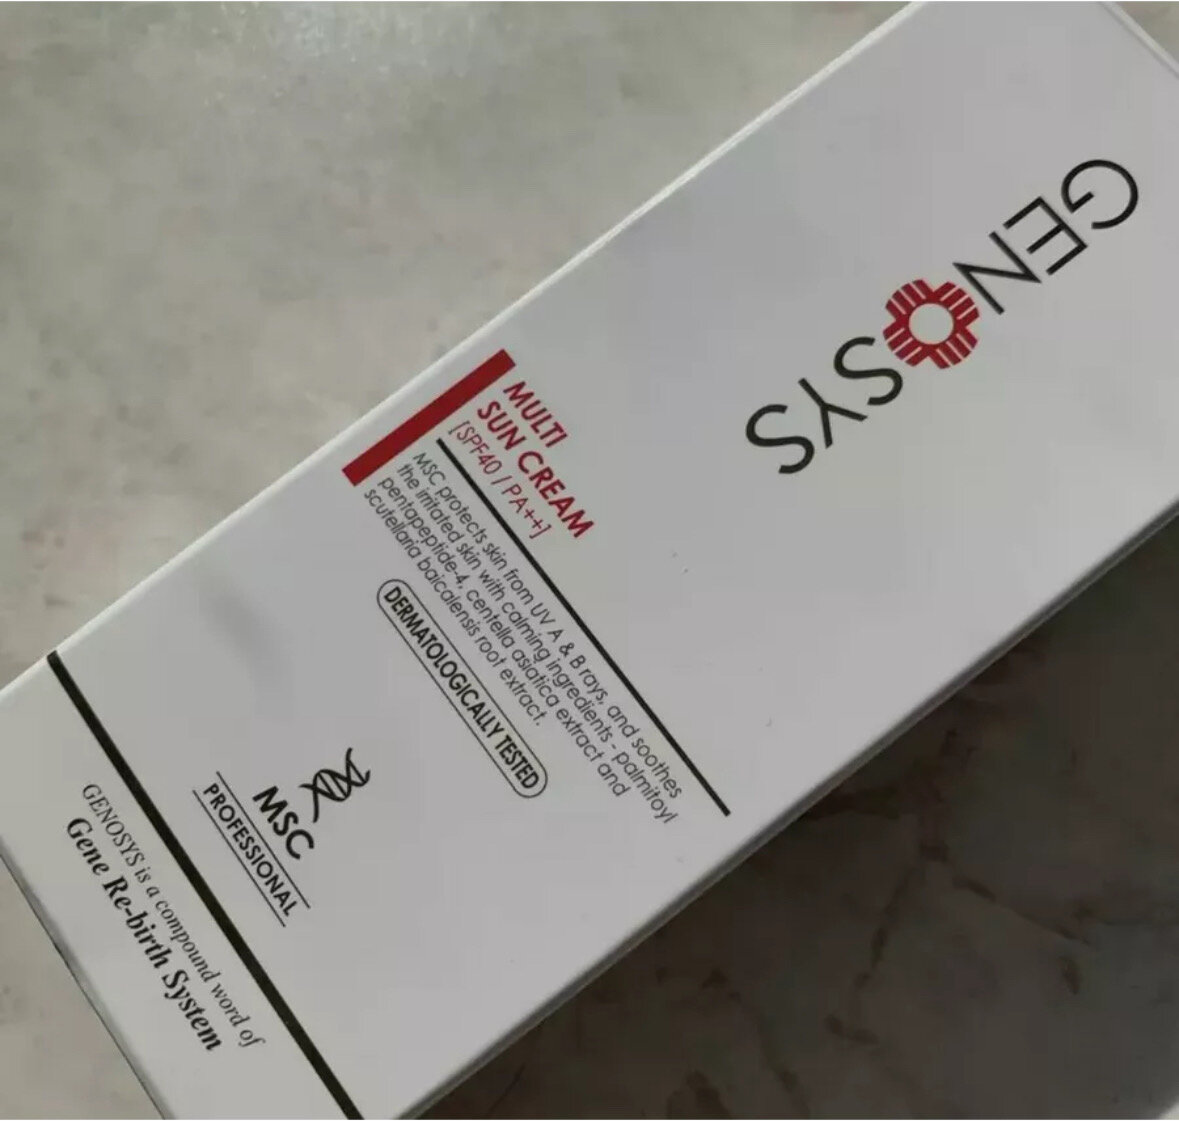 GENOSYS
MULTI
SUN CREAM
[SPF40 / PA++]
MSC protects skin from UV A & B rays, and soothes
the irritated skin with calming ingredients - palmitoyl
pentapeptide-4, centella asiatica extract and
scutellaria baicalensis root extract.
DERMATOLOGICALLY TESTED
MSC
PROFESSIONAL
GENOSYS is a compound word of
Gene Re-birth System